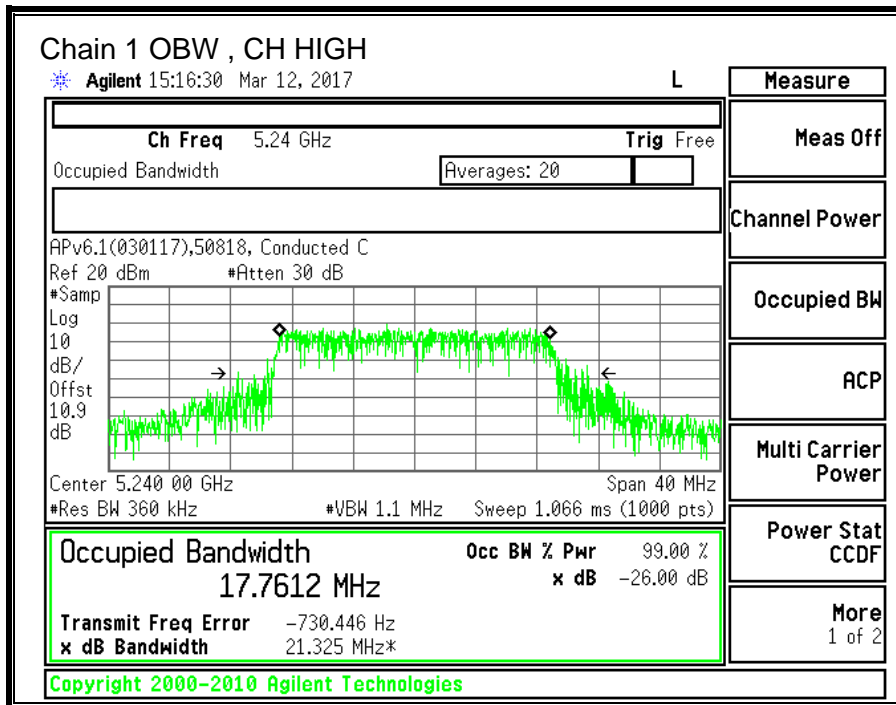 Chain 1 OBW , CH HIGH
Agilent 15:16:30 Mar 12, 2017 L
Measure
Ch Freq 5.24 GHz Trig Free
Occupied Bandwidth Averages: 20
APv6.1(030117),50818, Conducted C
Ref 20 dBm #Atten 30 dB
#Samp
Log
10
dB/
Offst
10.9
dB
Center 5.240 00 GHz Span 40 MHz
#Res BW 360 kHz #VBW 1.1 MHz Sweep 1.066 ms (1000 pts)
Occupied Bandwidth
17.7612 MHz
Occ BW % Pwr 99.00 %
x dB -26.00 dB
Transmit Freq Error -730.446 Hz
x dB Bandwidth 21.325 MHz*
Meas Off
Channel Power
Occupied BW
ACP
Multi Carrier
Power
Power Stat
CCDF
More
1 of 2
Copyright 2000-2010 Agilent Technologies